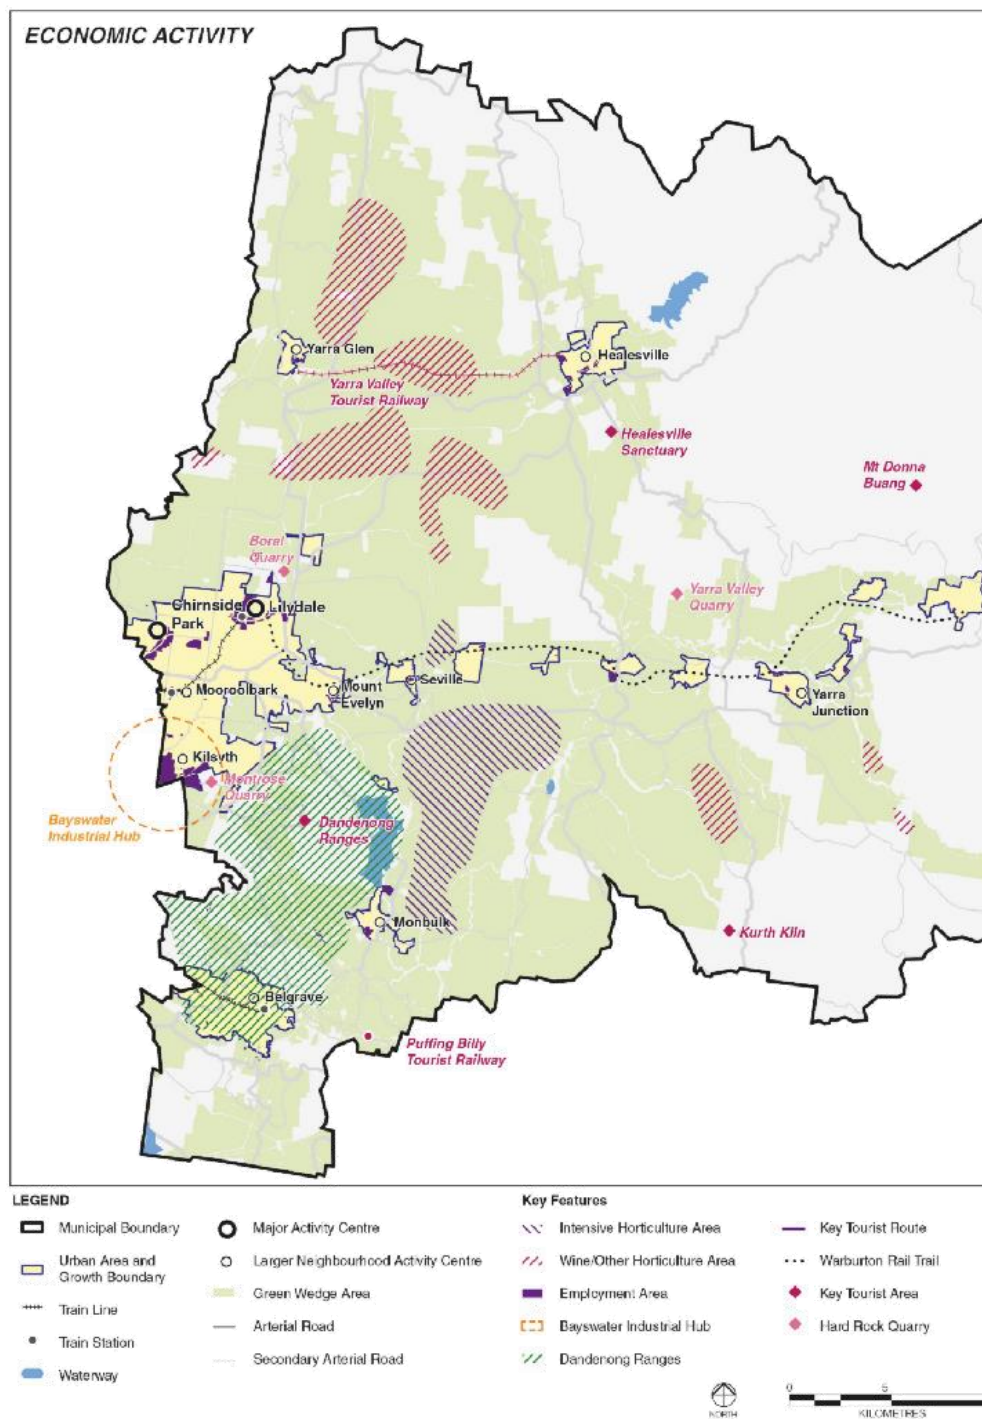 ECONOMIC ACTIVITY
Yarra Glen
Healesville
Yarra Valley
Tourist Railway
Healesville
Sanctuary
Mt Donna
Buang
Boral
Quarry
Chirnside
Park
Lilydale
Yarra Valley
Quarry
Mooroolbark
Mount
Evelyn
Seville
Yarra
Junction
Kilsyth
Montrose
Quarry
Bayswater
Industrial Hub
Dandenong
Ranges
Monbulk
Kurth Kiln
Belgrave
Puffing Billy
Tourist Railway
LEGEND
Municipal Boundary
Urban Area and
Growth Boundary
Train Line
Train Station
Waterway
Major Activity Centre
Larger Neighbourhood Activity Centre
Green Wedge Area
Arterial Road
Secondary Arterial Road
Key Features
Intensive Horticulture Area
Wine/Other Horticulture Area
Employment Area
Bayswater Industrial Hub
Dandenong Ranges
Key Tourist Route
Warburton Rail Trail
Key Tourist Area
Hard Rock Quarry
NORTH
0 5
KILOMETRES